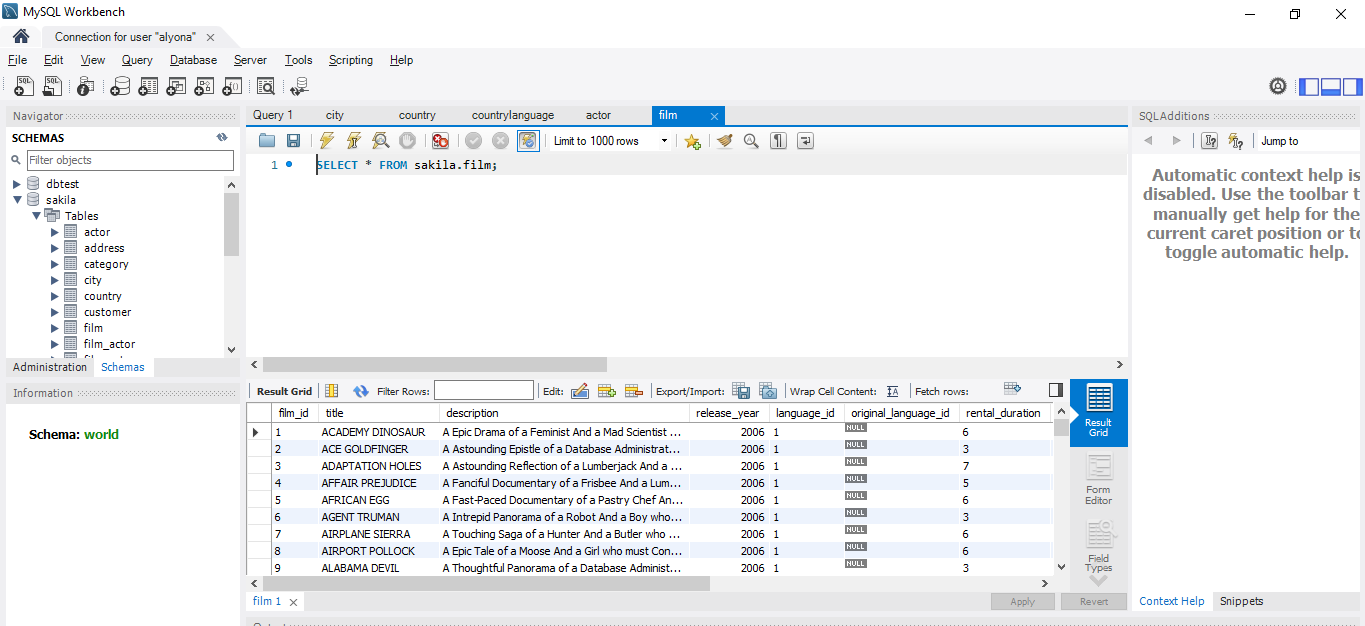 MySQL Workbench
Connection for user "alyona"
File Edit View Query Database Server Tools Scripting Help
Navigator
SCHEMAS
Filter objects
dbtest
sakila
Tables
actor
address
category
city
country
customer
film
film_actor
Administration Schemas
Information
Schema: world
Query 1 city country countrylanguage actor film
Limit to 1000 rows
1 SELECT * FROM sakila.film;
Result Grid Filter Rows: Edit: Export/Import: Wrap Cell Content: Fetch rows:
film_id title description release_year language_id original_language_id rental_duration
1 ACADEMY DINOSAUR A Epic Drama of a Feminist And a Mad Scientist ... 2006 1 NULL 6
2 ACE GOLDFINGER A Astounding Epistle of a Database Administrat... 2006 1 NULL 3
3 ADAPTATION HOLES A Astounding Reflection of a Lumberjack And a ... 2006 1 NULL 7
4 AFFAIR PREJUDICE A Fanciful Documentary of a Frisbee And a Lum... 2006 1 NULL 5
5 AFRICAN EGG A Fast-Paced Documentary of a Pastry Chef An... 2006 1 NULL 6
6 AGENT TRUMAN A Intrepid Panorama of a Robot And a Boy who... 2006 1 NULL 3
7 AIRPLANE SIERRA A Touching Saga of a Hunter And a Butler who ... 2006 1 NULL 6
8 AIRPORT POLLOCK A Epic Tale of a Moose And a Girl who must Con... 2006 1 NULL 6
9 ALABAMA DEVIL A Thoughtful Panorama of a Database Administ... 2006 1 NULL 3
film 1
Apply Revert
Result
Grid
Form
Editor
Field
Types
SQLAdditions
Jump to
Automatic context help is
disabled. Use the toolbar t
manually get help for the
current caret position or to
toggle automatic help.
Context Help Snippets